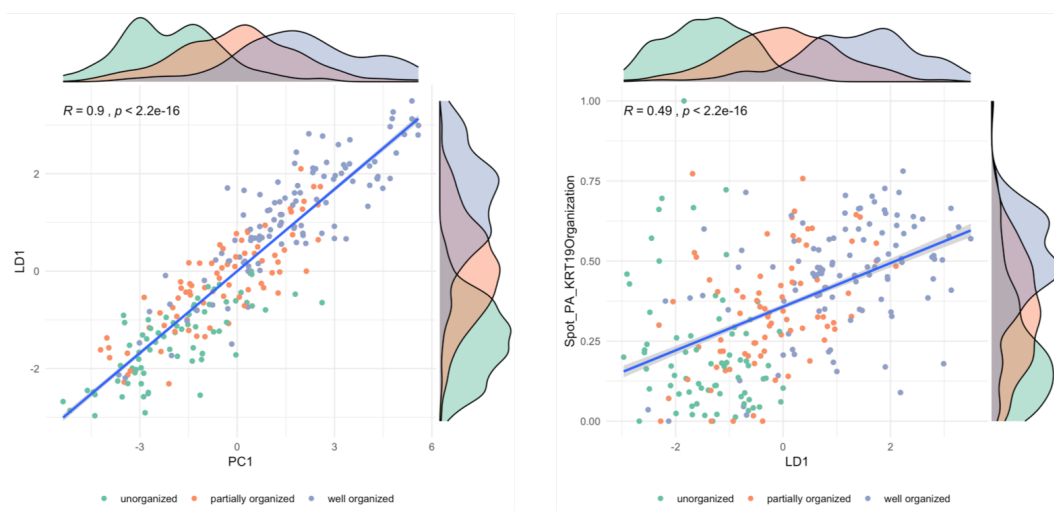 R = 0.9 , p < 2.2e-16
2
0
-2
LD1
-3
0
3
6
PC1
unorganized partially organized well organized
R = 0.49 , p < 2.2e-16
1.00
0.75
0.50
0.25
0.00
Spot_PA_KRT19Organization
-2
0
2
LD1
unorganized partially organized well organized